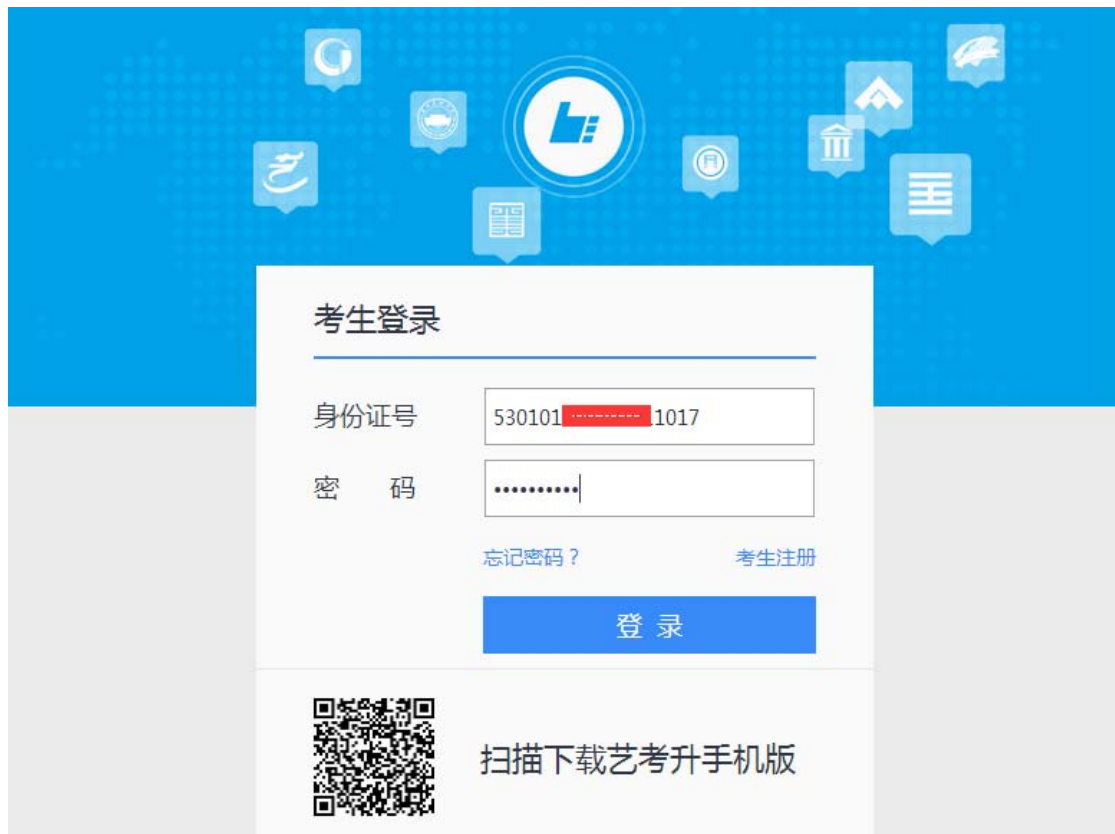 考生登录
身份证号 530101 1017
密 码 ••••••••••
忘记密码？ 考生注册
登 录
扫描下载艺考升手机版